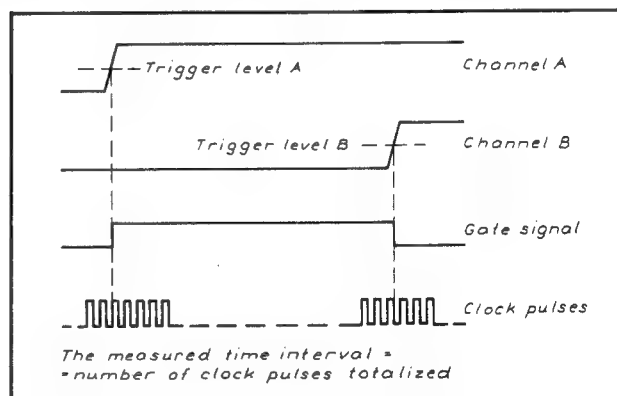 Trigger level A Channel A
Trigger level B Channel B
Gate signal
Clock pulses
The measured time interval =
=number of clock pulses totalized